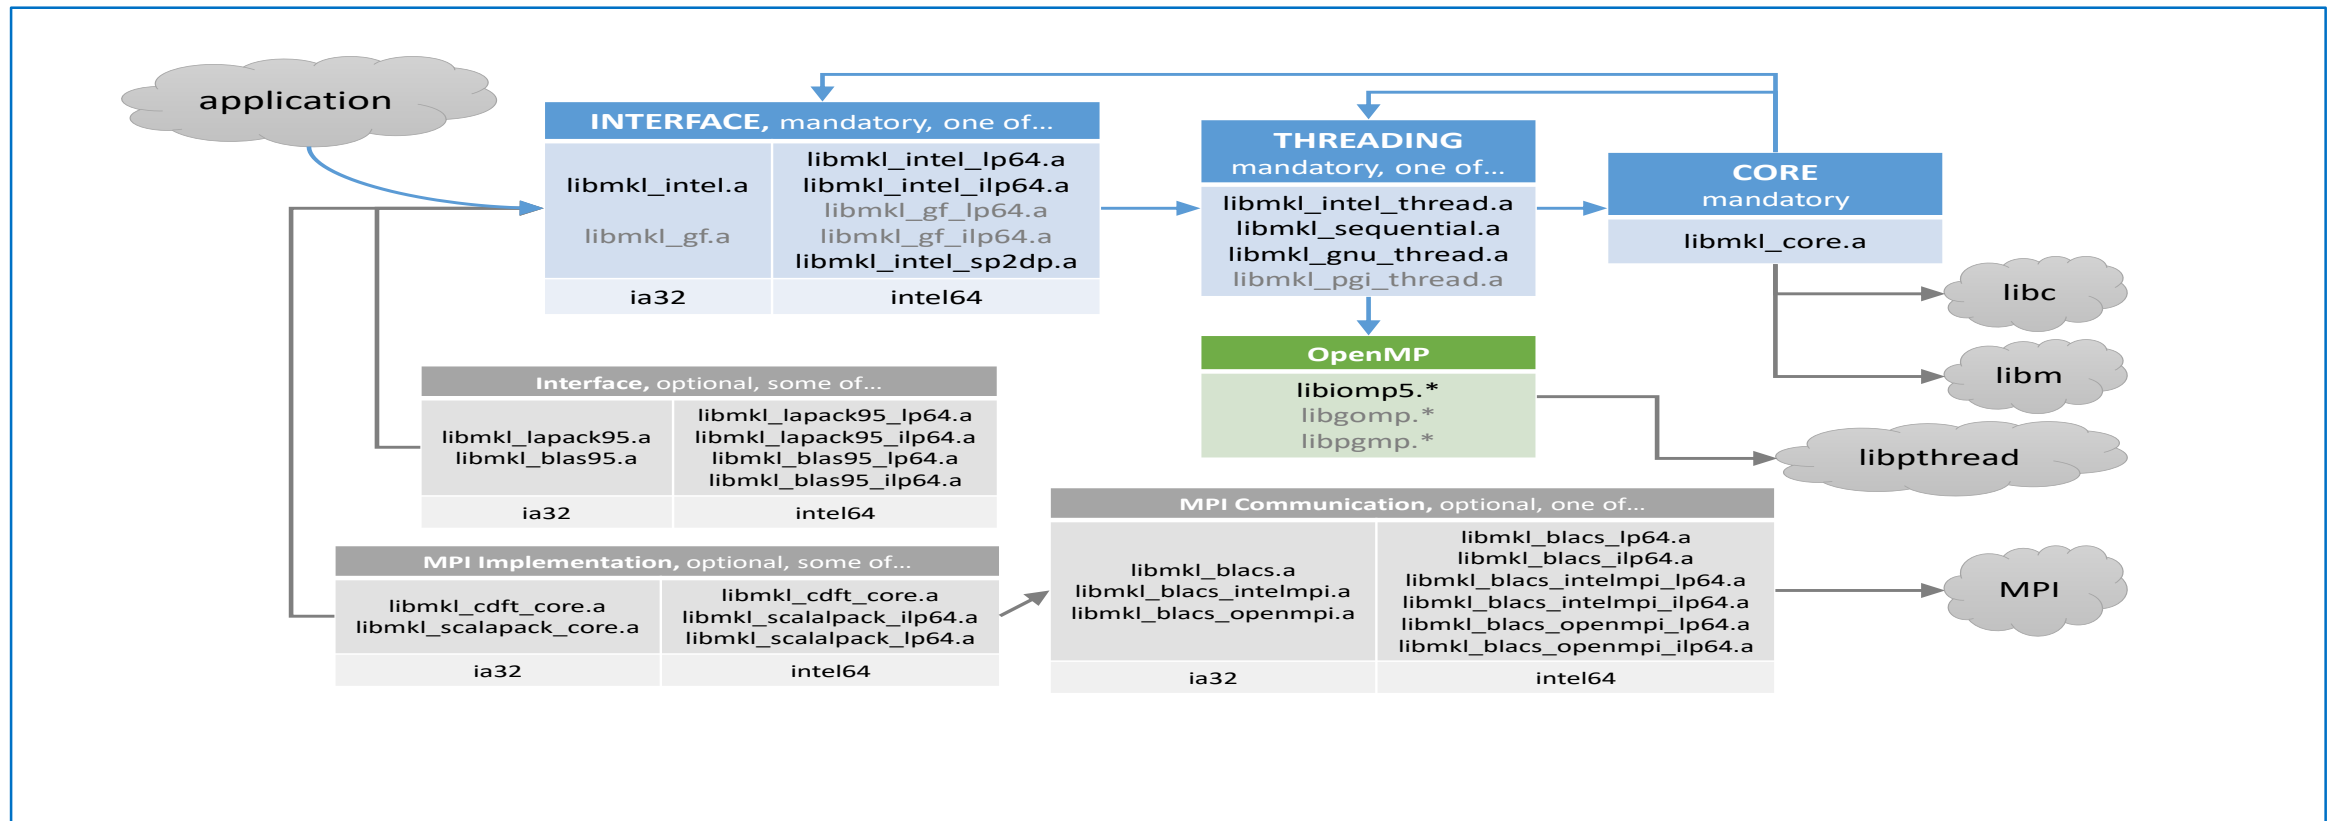 application
INTERFACE, mandatory, one of...
libmkl_intel.a
libmkl_gf.a
libmkl_intel_lp64.a
libmkl_intel_ilp64.a
libmkl_gf_lp64.a
libmkl_gf_ilp64.a
libmkl_intel_sp2dp.a
ia32
intel64
THREADING
mandatory, one of...
libmkl_intel_thread.a
libmkl_sequential.a
libmkl_gnu_thread.a
libmkl_pgi_thread.a
CORE
mandatory
libmkl_core.a
libc
libm
OpenMP
libiomp5.*
libgomp.*
libpgmp.*
libpthread
Interface, optional, some of...
libmkl_lapack95.a
libmkl_blas95.a
libmkl_lapack95_lp64.a
libmkl_lapack95_ilp64.a
libmkl_blas95_lp64.a
libmkl_blas95_ilp64.a
ia32
intel64
MPI Implementation, optional, some of...
libmkl_cdft_core.a
libmkl_scalapack_core.a
libmkl_cdft_core.a
libmkl_scalalpack_ilp64.a
libmkl_scalalpack_lp64.a
ia32
intel64
MPI Communication, optional, one of...
libmkl_blacs.a
libmkl_blacs_intelmpi.a
libmkl_blacs_openmpi.a
libmkl_blacs_lp64.a
libmkl_blacs_ilp64.a
libmkl_blacs_intelmpi_lp64.a
libmkl_blacs_intelmpi_ilp64.a
libmkl_blacs_openmpi_lp64.a
libmkl_blacs_openmpi_ilp64.a
ia32
intel64
MPI